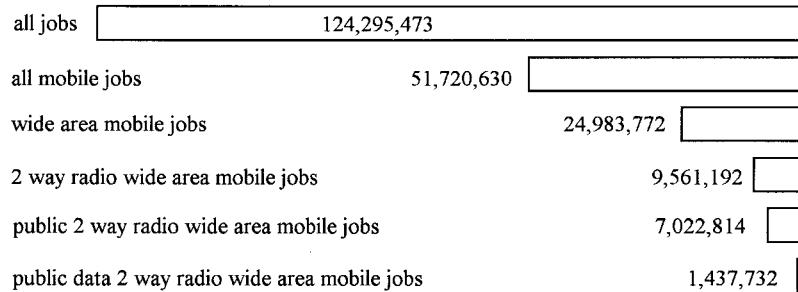 all jobs 124,295,473
all mobile jobs 51,720,630
wide area mobile jobs 24,983,772
2 way radio wide area mobile jobs 9,561,192
public 2 way radio wide area mobile jobs 7,022,814
public data 2 way radio wide area mobile jobs 1,437,732